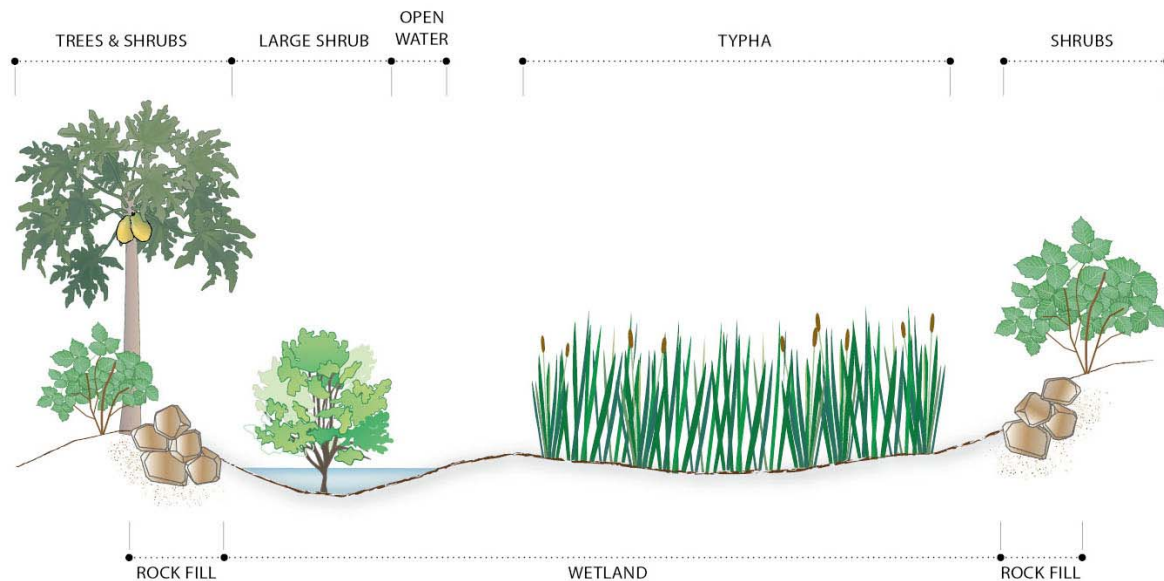 TREES & SHRUBS
LARGE SHRUB
OPEN
WATER
TYPHA
SHRUBS
ROCK FILL
WETLAND
ROCK FILL